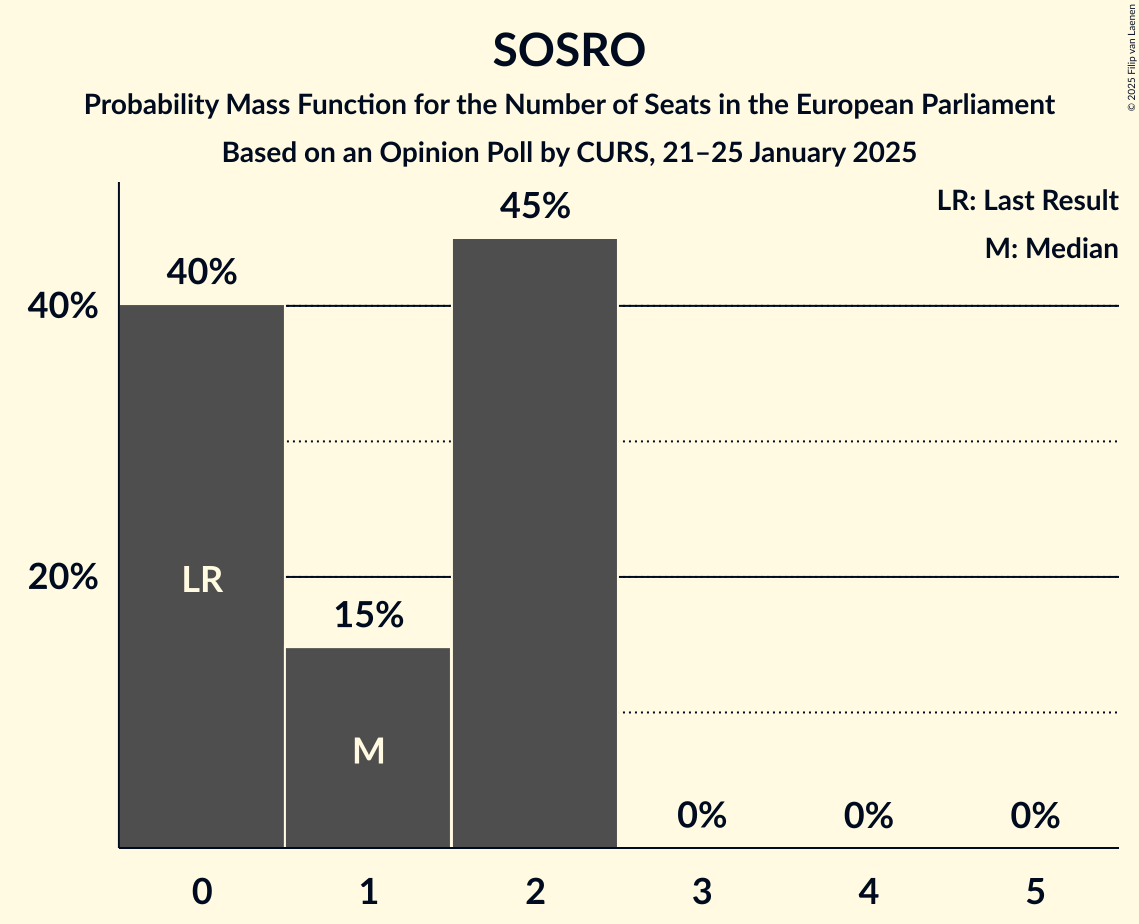 SOSRO
Probability Mass Function for the Number of Seats in the European Parliament
Based on an Opinion Poll by CURS, 21–25 January 2025
© 2025 Filip van Laenen
LR: Last Result
M: Median
45%
40%
40%
20%
LR
15%
M
0%
0%
0%
0
1
2
3
4
5